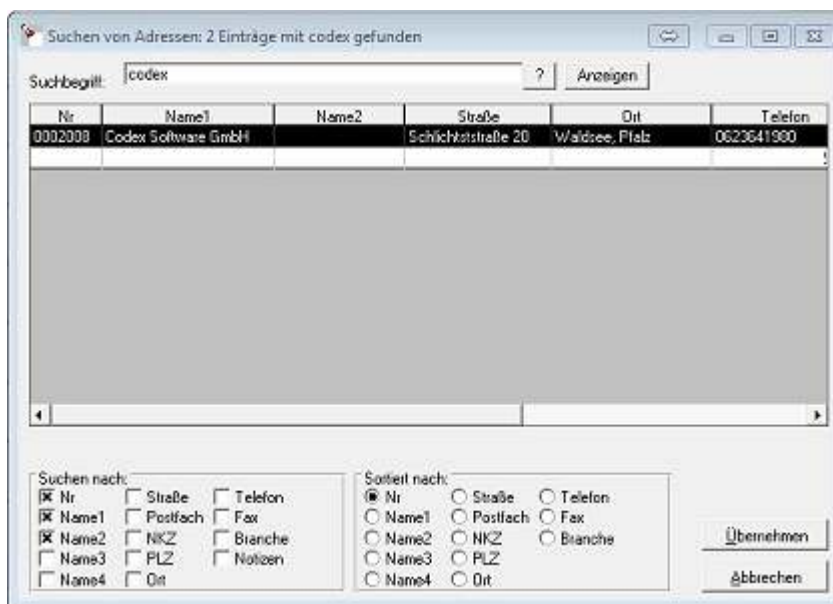 Suchen von Adressen: 2 Einträge mit codex gefunden
Suchbegriff: codex ? Anzeigen
Nr Name1 Name2 Straße Ort Telefon
0002008 Codex Software GmbH Schlichtststraße 20 Waldsee, Pfalz 0623641980
Suchen nach: Sortiert nach:
Nr Straße Telefon Nr Straße Telefon
Name1 Postfach Fax Name1 Postfach Fax
Name2 NKZ Branche Name2 NKZ Branche Übernehmen
Name3 PLZ Notizen Name3 PLZ
Name4 Ort Name4 Ort Abbrechen